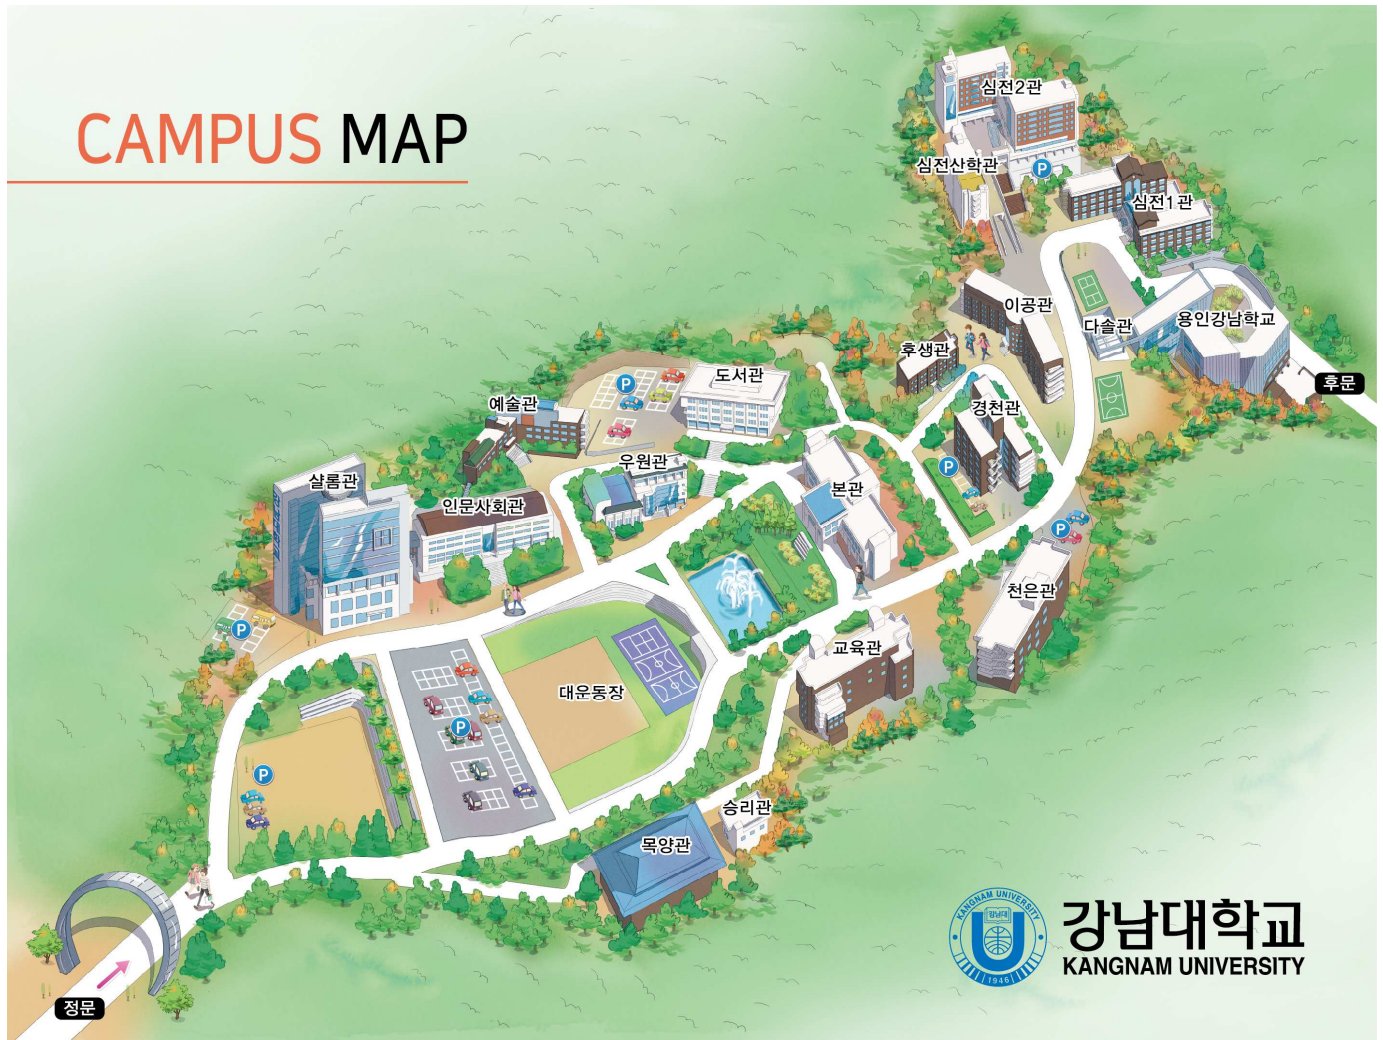 CAMPUS MAP
심전2관
심전산학관
P
심전1관
이공관
다솔관
용인강남학교
후생관
후문
도서관
P
예술관
경천관
우원관
P
샬롬관
본관
인문사회관
P
천은관
P
교육관
대운동장
P
P
승리관
목양관
정문
KANGNAM UNIVERSITY
강남대
1946
강남대학교
KANGNAM UNIVERSITY